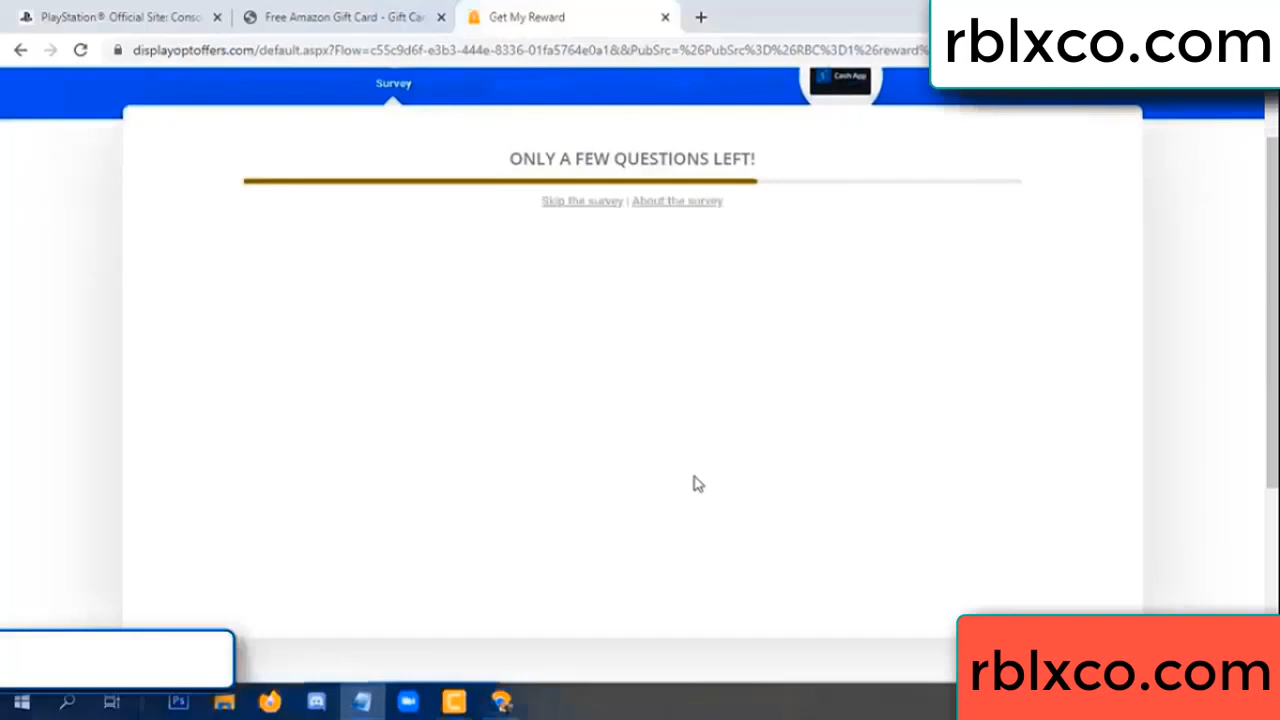 PlayStation® Official Site: Conso
Free Amazon Gift Card - Gift Car
Get My Reward
rblxco.com
displayoptoffers.com/default.aspx?Flow=c55c9d6f-e3b3-444e-8336-01fa5764e0a1&&PubSrc=%26PubSrc%3D%26RBC%3D1%26reward%
Survey
Cash App
ONLY A FEW QUESTIONS LEFT!
Skip the survey | About the survey
rblxco.com
Ps